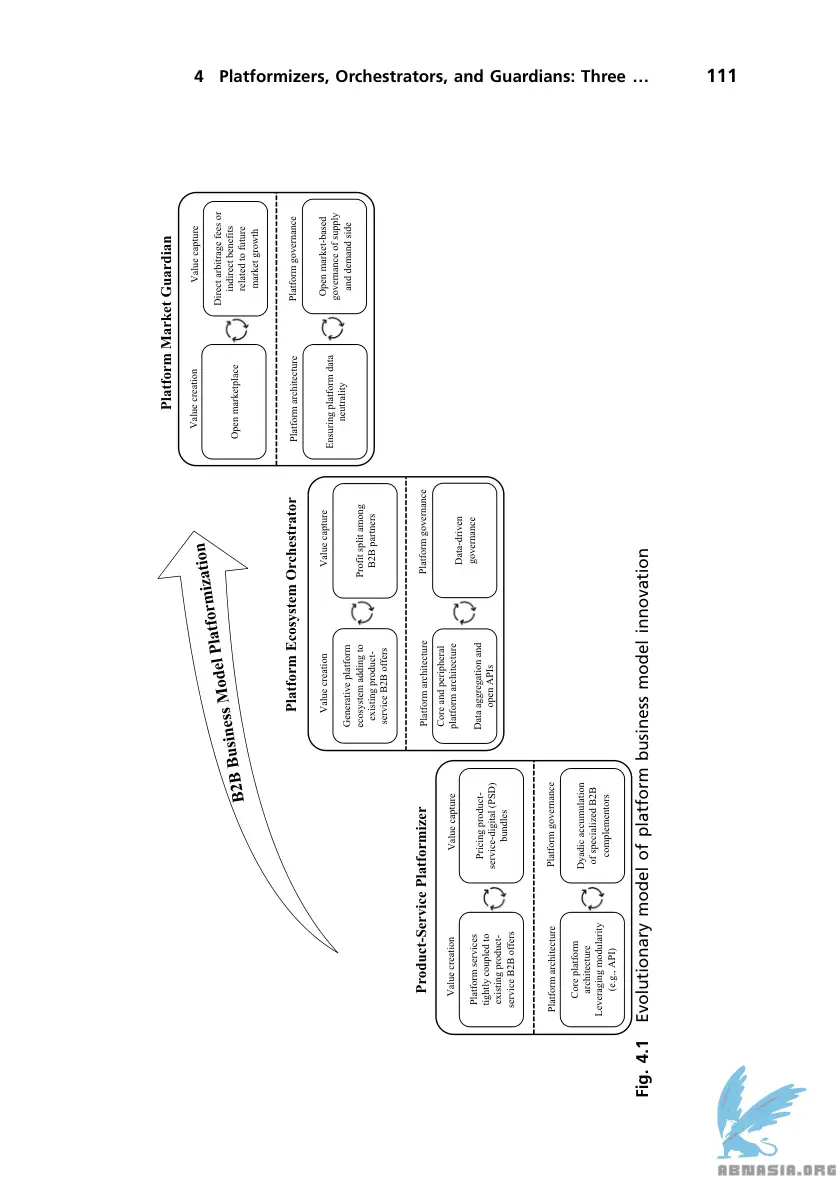 4 Platformizers, Orchestrators, and Guardians: Three …
111
B2B Business Model Platformization
Product-Service Platformizer
Value creation
Platform services
tightly coupled to
existing product-
service B2B offers
Value capture
Pricing product-
service-digital (PSD)
bundles
Platform architecture
Core platform
architecture
Leveraging modularity
(e.g., API)
Platform governance
Dyadic accumulation
of specialized B2B
complementors
Platform Ecosystem Orchestrator
Value creation
Generative platform
ecosystem adding to
existing product-
service B2B offers
Value capture
Profit split among
B2B partners
Platform architecture
Core and peripheral
platform architecture
Data aggregation and
open APIs
Platform governance
Data-driven
governance
Platform Market Guardian
Value creation
Open marketplace
Value capture
Direct arbitrage fees or
indirect benefits
related to future
market growth
Platform architecture
Ensuring platform data
neutrality
Platform governance
Open market-based
governance of supply
and demand side
Fig. 4.1 Evolutionary model of platform business model innovation
ABNASIA.ORG